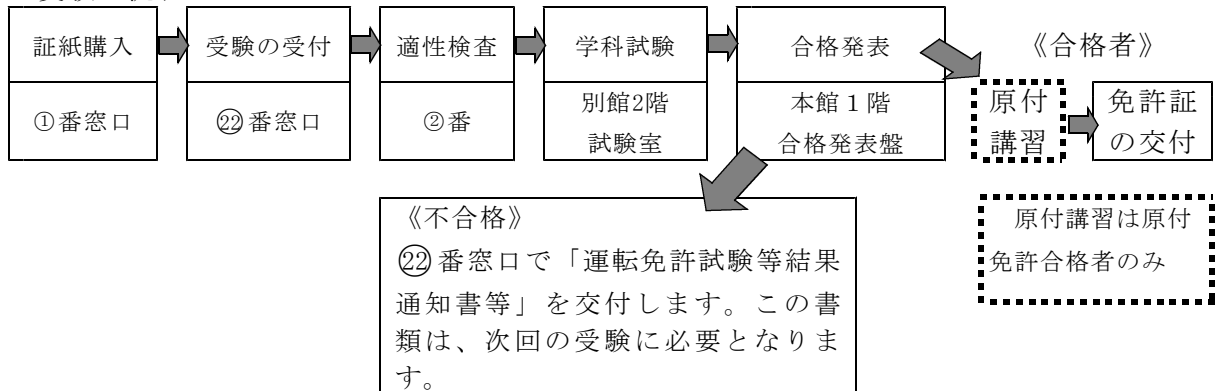 証紙購入
①番窓口
受験の受付
㉒番窓口
適性検査
②番
学科試験
別館2階
試験室
合格発表
本館1階
合格発表盤
《合格者》
原付
講習
免許証
の交付
《不合格》
㉒番窓口で「運転免許試験等結果
通知書等」を交付します。この書
類は、次回の受験に必要となりま
す。
原付講習は原付
免許合格者のみ